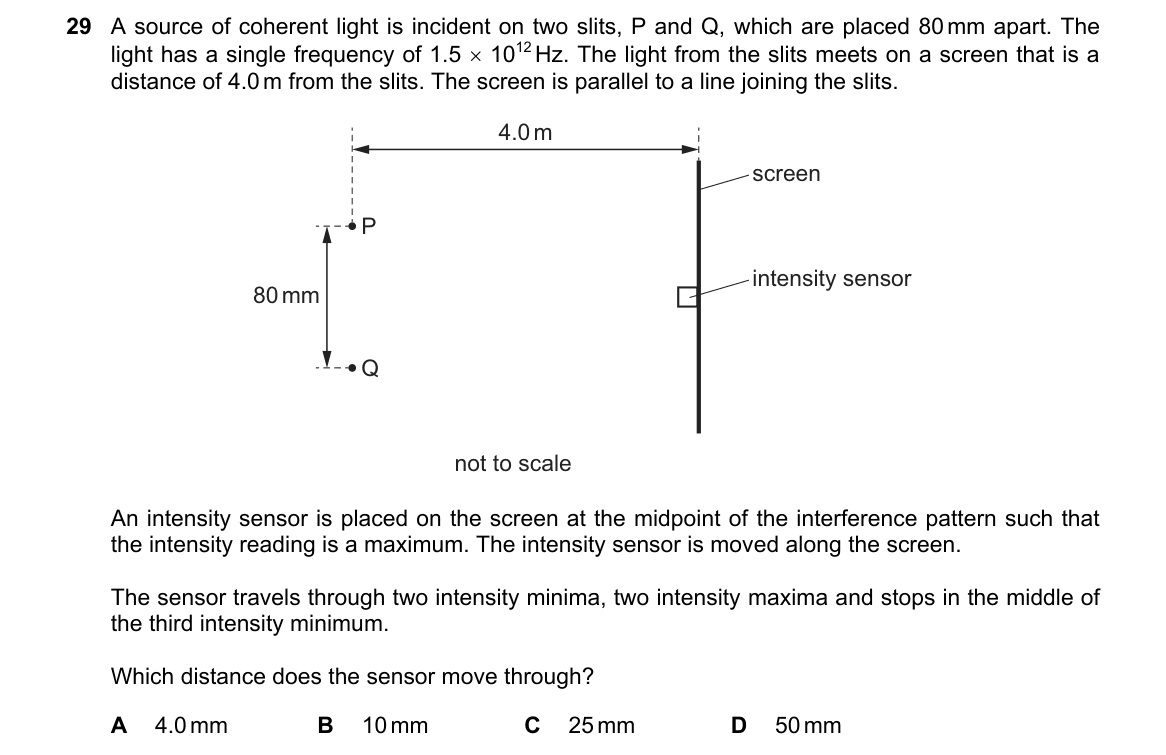 29 A source of coherent light is incident on two slits, P and Q, which are placed 80 mm apart. The
light has a single frequency of 1.5 × 10¹² Hz. The light from the slits meets on a screen that is a
distance of 4.0 m from the slits. The screen is parallel to a line joining the slits.
4.0 m
screen
P
intensity sensor
80 mm
Q
not to scale
An intensity sensor is placed on the screen at the midpoint of the interference pattern such that
the intensity reading is a maximum. The intensity sensor is moved along the screen.
The sensor travels through two intensity minima, two intensity maxima and stops in the middle of
the third intensity minimum.
Which distance does the sensor move through?
A 4.0 mm B 10 mm C 25 mm D 50 mm